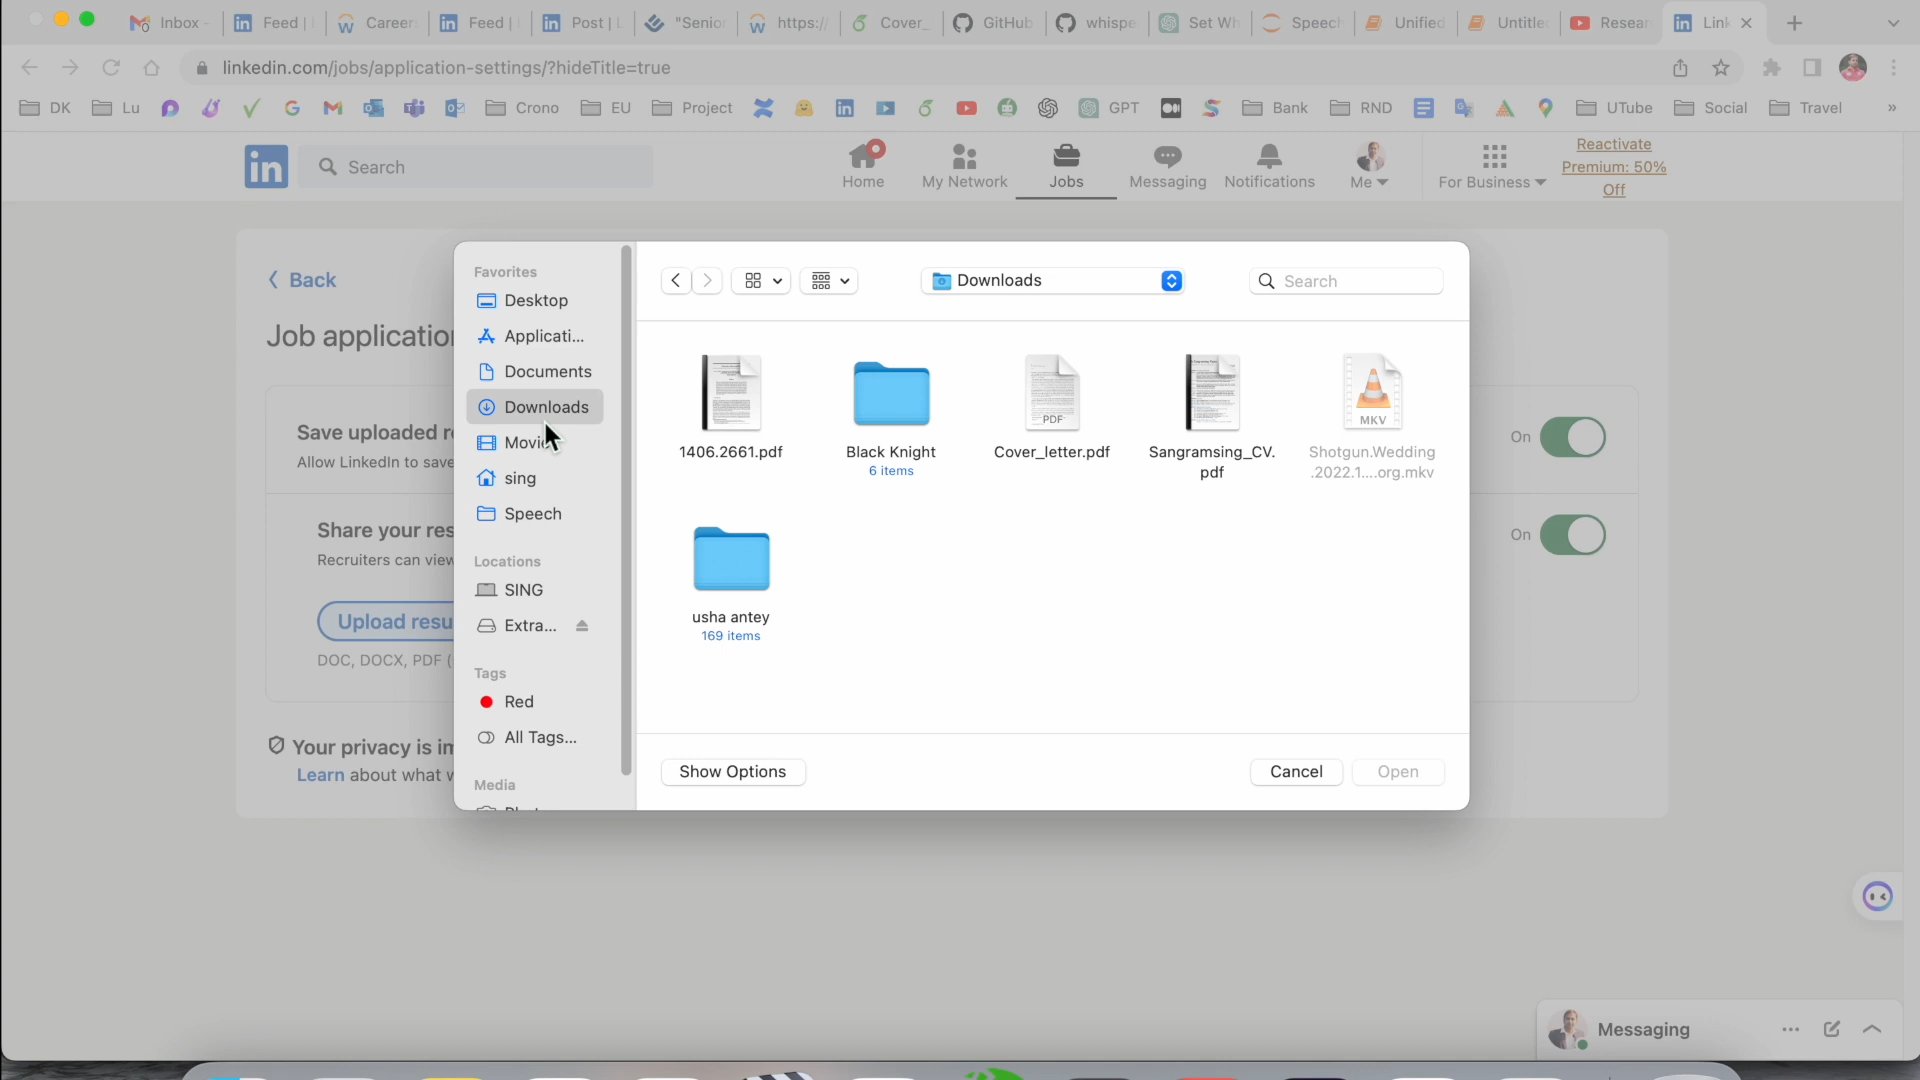 Inbox
Feed |
Career
Feed |
Post | L
"Senio
https:/
Cover_
GitHub
whispe
Set Wh
Speech
Unified
Untitle
Resear
Link
linkedin.com/jobs/application-settings/?hideTitle=true
DK
Lu
Crono
EU
Project
GPT
Bank
RND
UTube
Social
Travel
»
in
Search
Home
My Network
Jobs
Messaging
Notifications
Me
For Business
Reactivate
Premium: 50%
Off
Back
Job application
Save uploaded r
Allow LinkedIn to save
On
Share your res
Recruiters can view
On
Upload resu
DOC, DOCX, PDF (
Your privacy is im
Learn about what w
Favorites
Desktop
Applicati...
Documents
Downloads
Movie
sing
Speech
Locations
SING
Extra...
Tags
Red
All Tags...
Media
Downloads
Search
1406.2661.pdf
Black Knight
6 items
PDF
Cover_letter.pdf
Sangramsing_CV.
pdf
MKV
Shotgun.Wedding
.2022.1....org.mkv
usha antey
169 items
Show Options
Cancel
Open
Messaging